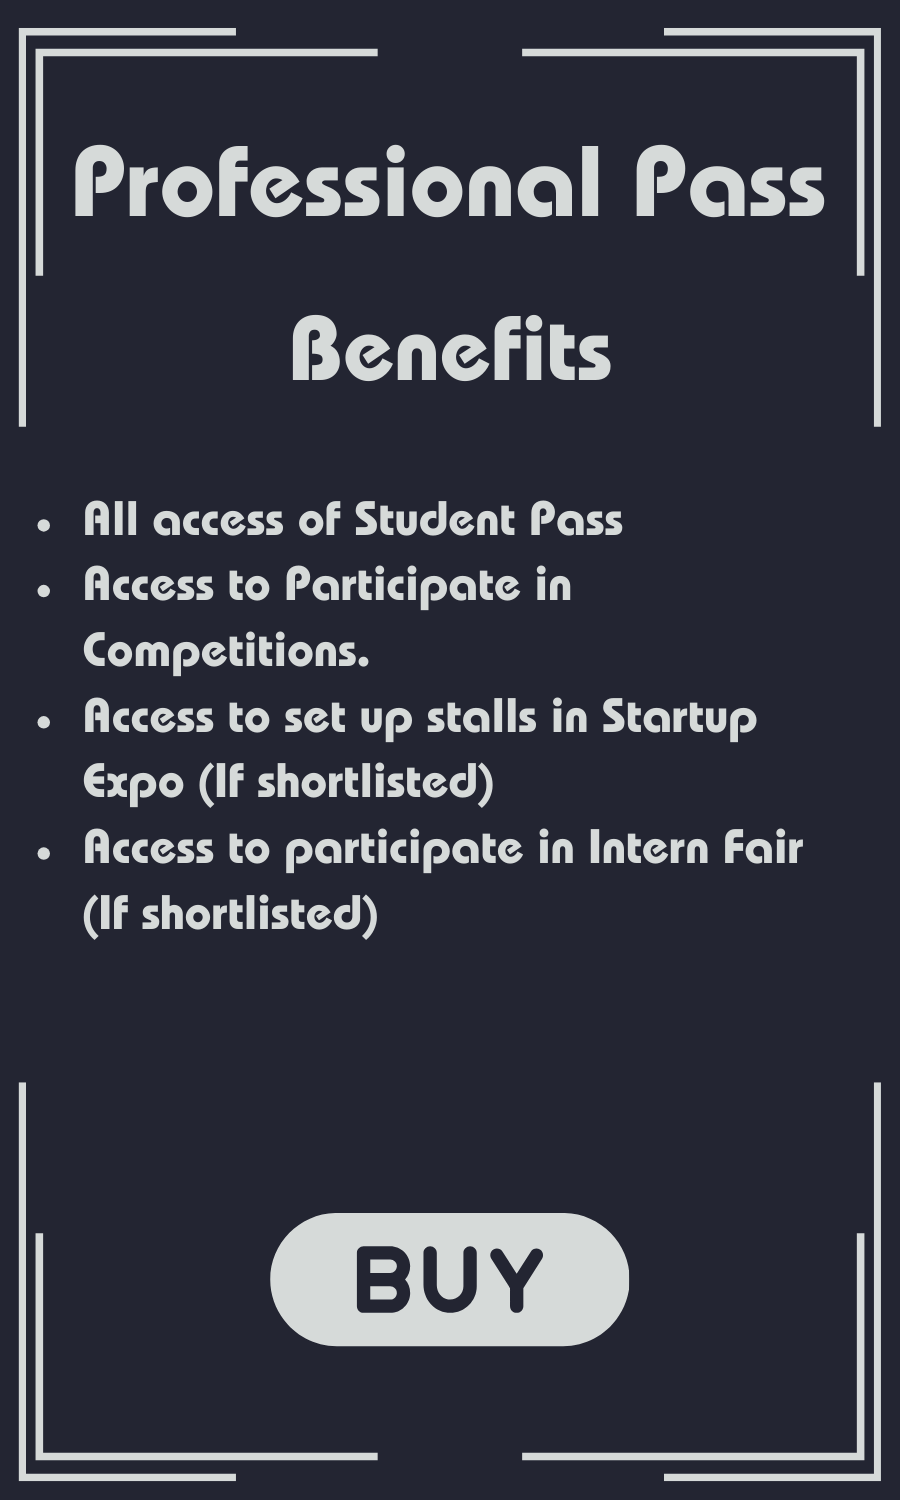 Professional Pass
Benefits
• All access of Student Pass
• Access to Participate in
Competitions.
• Access to set up stalls in Startup
Expo (If shortlisted)
• Access to participate in Intern Fair
(If shortlisted)
BUY